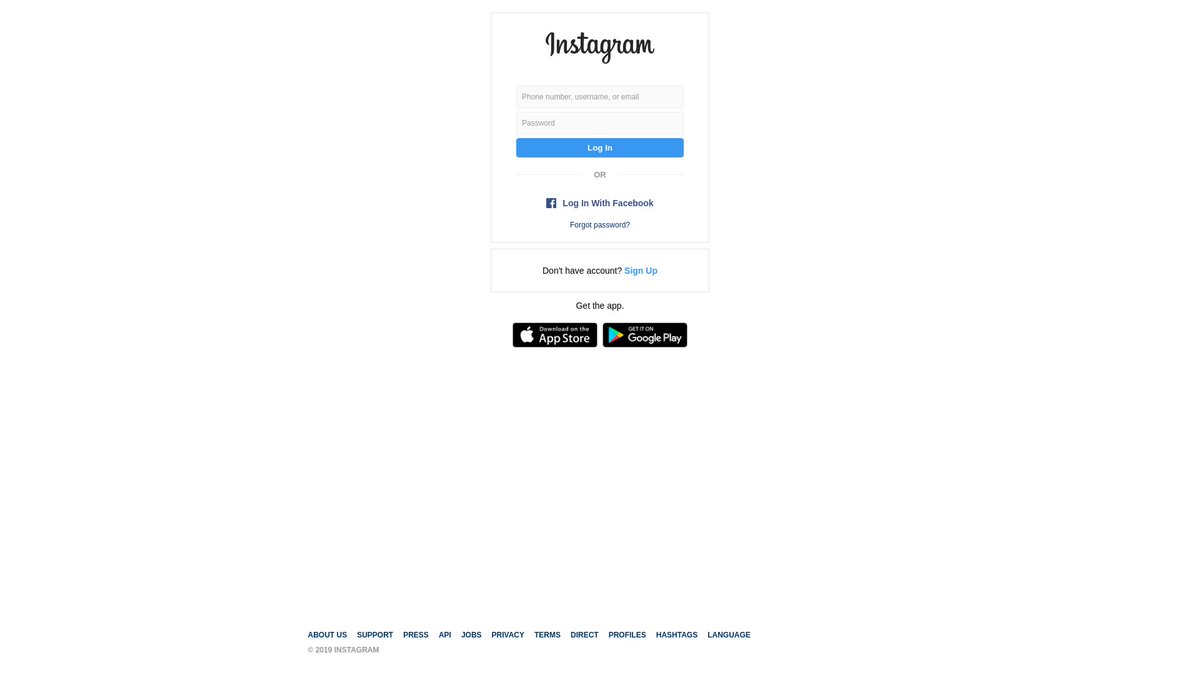 Instagram
Phone number, username, or email
Password
Log In
OR
Log In With Facebook
Forgot password?
Don't have account? Sign Up
Get the app.
Download on the App Store
GET IT ON Google Play
ABOUT US SUPPORT PRESS API JOBS PRIVACY TERMS DIRECT PROFILES HASHTAGS LANGUAGE
© 2019 INSTAGRAM